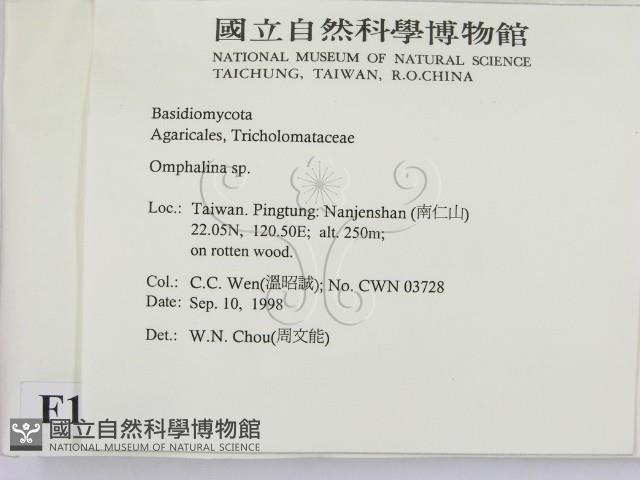 國立自然科學博物館
NATIONAL MUSEUM OF NATURAL SCIENCE
TAICHUNG, TAIWAN, R.O.CHINA
Basidiomycota
Agaricales, Tricholomataceae
Omphalina sp.
Loc.: Taiwan. Pingtung: Nanjenshan (南仁山)
22.05N, 120.50E; alt. 250m;
on rotten wood.
Col.: C.C. Wen(溫昭誠); No. CWN 03728
Date: Sep. 10, 1998
Det.: W.N. Chou(周文能)
國立自然科學博物館
NATIONAL MUSEUM OF NATURAL SCIENCE